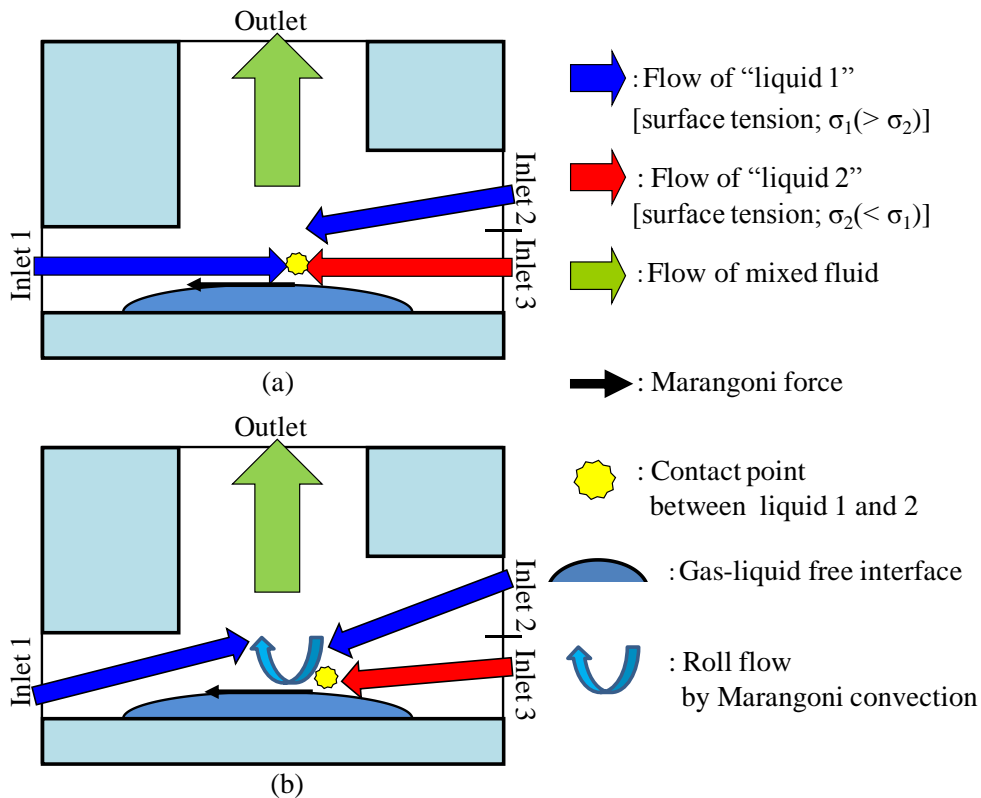 Outlet
Inlet 1
Inlet 2
Inlet 3
(a)
Outlet
Inlet 1
Inlet 2
Inlet 3
(b)
: Flow of “liquid 1”
[surface tension; σ1(> σ2)]
: Flow of “liquid 2”
[surface tension; σ2(< σ1)]
: Flow of mixed fluid
: Marangoni force
: Contact point
between liquid 1 and 2
: Gas-liquid free interface
: Roll flow
by Marangoni convection